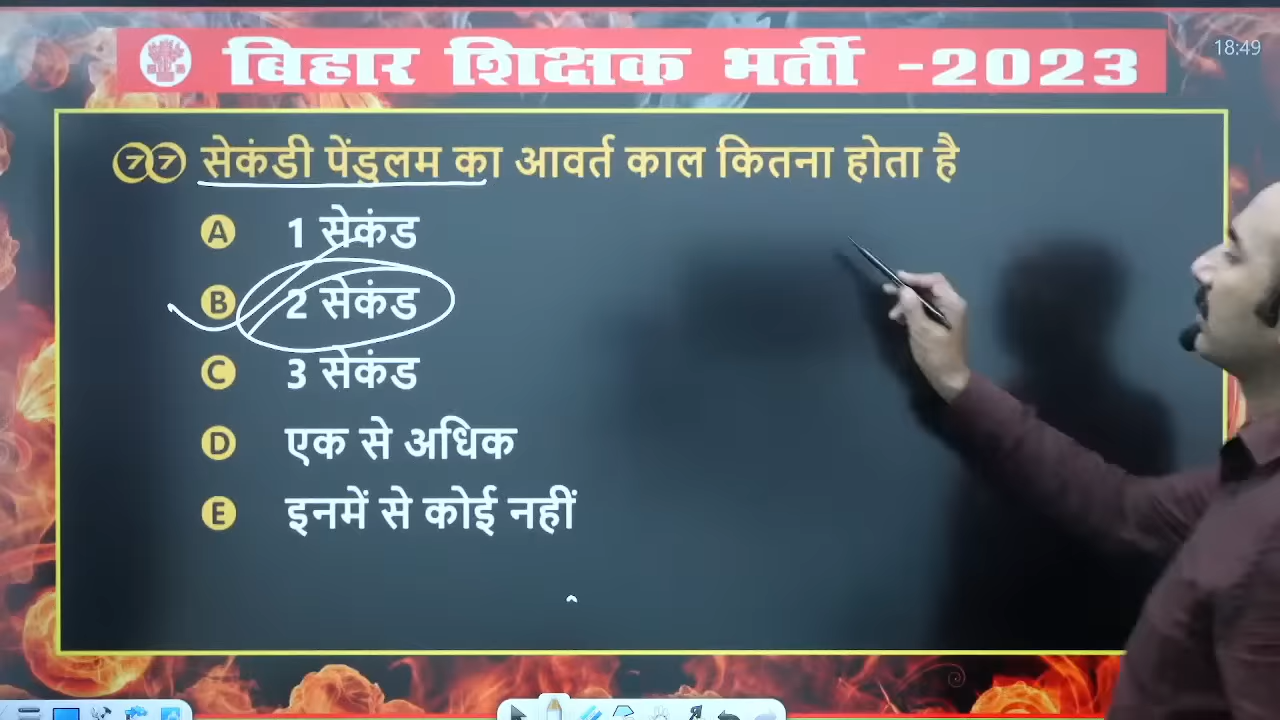 18:49
बिहार शिक्षक भर्ती -2023
77 सेकंडी पेंडुलम का आवर्त काल कितना होता है
A 1 सेकंड
B 2 सेकंड
C 3 सेकंड
D एक से अधिक
E इनमें से कोई नहीं